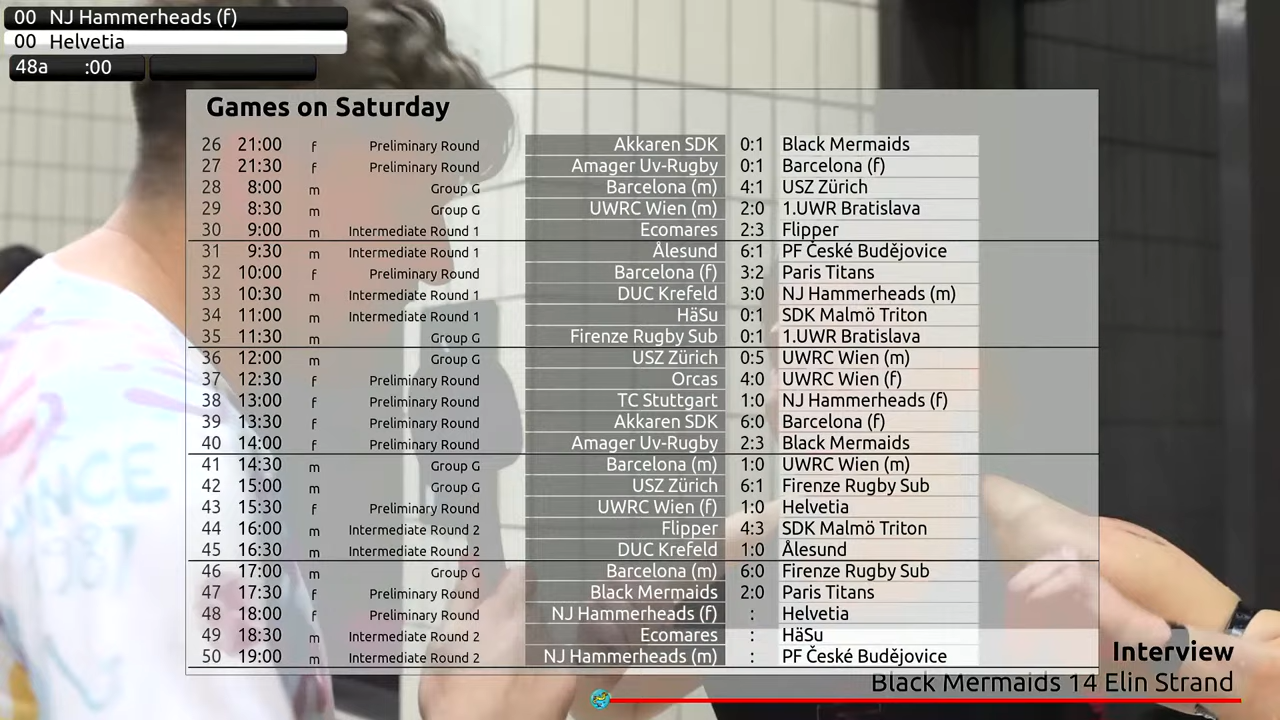 00 NJ Hammerheads (f)
00 Helvetia
48a :00
Games on Saturday
26 21:00 f Preliminary Round Akkaren SDK 0:1 Black Mermaids
27 21:30 f Preliminary Round Amager Uv-Rugby 0:1 Barcelona (f)
28 8:00 m Group G Barcelona (m) 4:1 USZ Zürich
29 8:30 m Group G UWRC Wien (m) 2:0 1.UWR Bratislava
30 9:00 m Intermediate Round 1 Ecomares 2:3 Flipper
31 9:30 m Intermediate Round 1 Ålesund 6:1 PF České Budějovice
32 10:00 f Preliminary Round Barcelona (f) 3:2 Paris Titans
33 10:30 m Intermediate Round 1 DUC Krefeld 3:0 NJ Hammerheads (m)
34 11:00 m Intermediate Round 1 HäSu 0:1 SDK Malmö Triton
35 11:30 m Group G Firenze Rugby Sub 0:1 1.UWR Bratislava
36 12:00 m Group G USZ Zürich 0:5 UWRC Wien (m)
37 12:30 f Preliminary Round Orcas 4:0 UWRC Wien (f)
38 13:00 f Preliminary Round TC Stuttgart 1:0 NJ Hammerheads (f)
39 13:30 f Preliminary Round Akkaren SDK 6:0 Barcelona (f)
40 14:00 f Preliminary Round Amager Uv-Rugby 2:3 Black Mermaids
41 14:30 m Group G Barcelona (m) 1:0 UWRC Wien (m)
42 15:00 m Group G USZ Zürich 6:1 Firenze Rugby Sub
43 15:30 f Preliminary Round UWRC Wien (f) 1:0 Helvetia
44 16:00 m Intermediate Round 2 Flipper 4:3 SDK Malmö Triton
45 16:30 m Intermediate Round 2 DUC Krefeld 1:0 Ålesund
46 17:00 m Group G Barcelona (m) 6:0 Firenze Rugby Sub
47 17:30 f Preliminary Round Black Mermaids 2:0 Paris Titans
48 18:00 f Preliminary Round NJ Hammerheads (f) : Helvetia
49 18:30 m Intermediate Round 2 Ecomares : HäSu
50 19:00 m Intermediate Round 2 NJ Hammerheads (m) : PF České Budějovice
Interview
Black Mermaids 14 Elin Strand